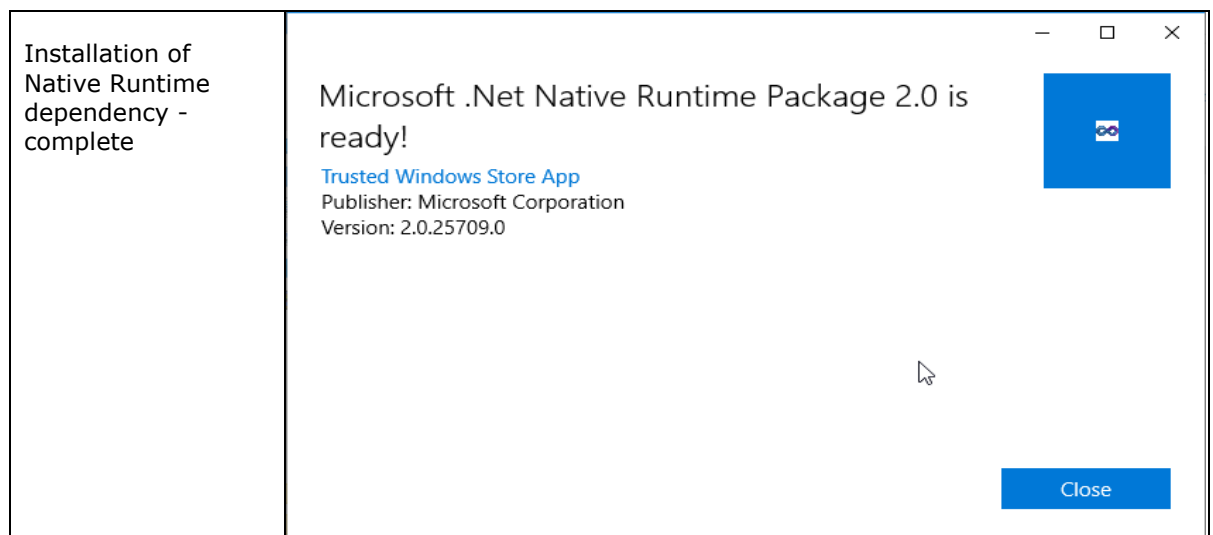 Installation of
Native Runtime
dependency -
complete
Microsoft .Net Native Runtime Package 2.0 is
ready!
Trusted Windows Store App
Publisher: Microsoft Corporation
Version: 2.0.25709.0
Close